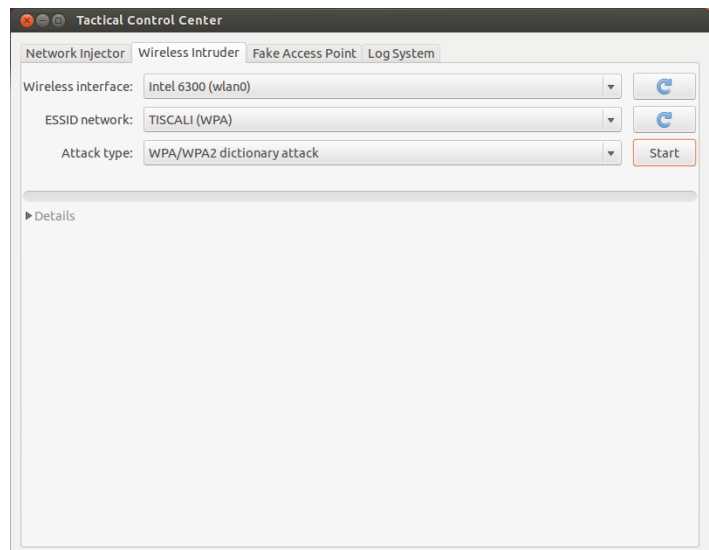 Tactical Control Center
Network Injector Wireless Intruder Fake Access Point Log System
Wireless interface: Intel 6300 (wlan0)
ESSID network: TISCALI (WPA)
Attack type: WPA/WPA2 dictionary attack Start
Details